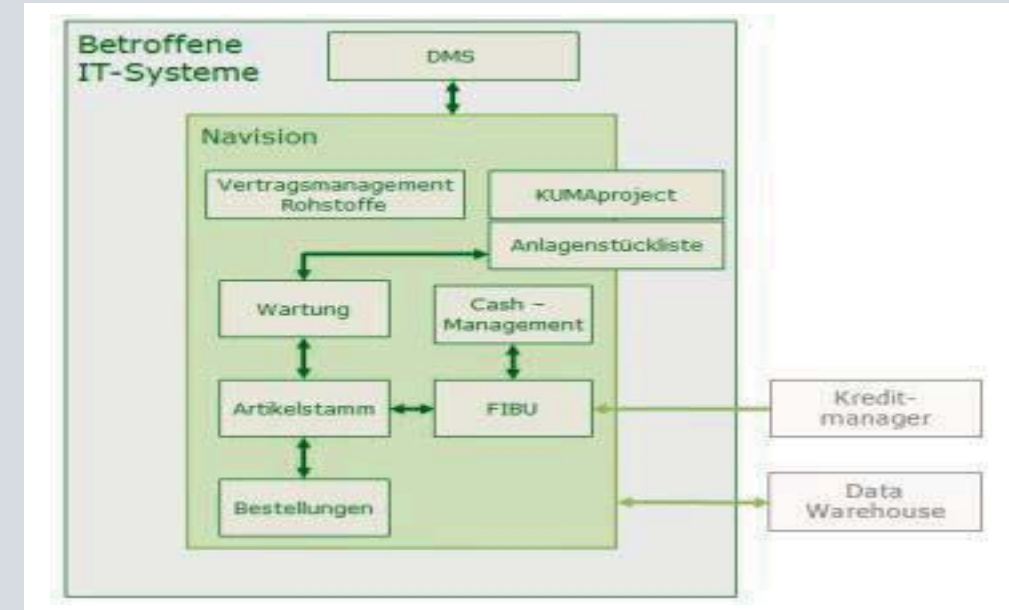 Betroffene
IT-Systeme
DMS
Navision
Vertragsmanagement
Rohstoffe
KUMAproject
Anlagenstückliste
Wartung
Cash –
Management
Artikelstamm
FIBU
Kredit-
manager
Bestellungen
Data
Warehouse